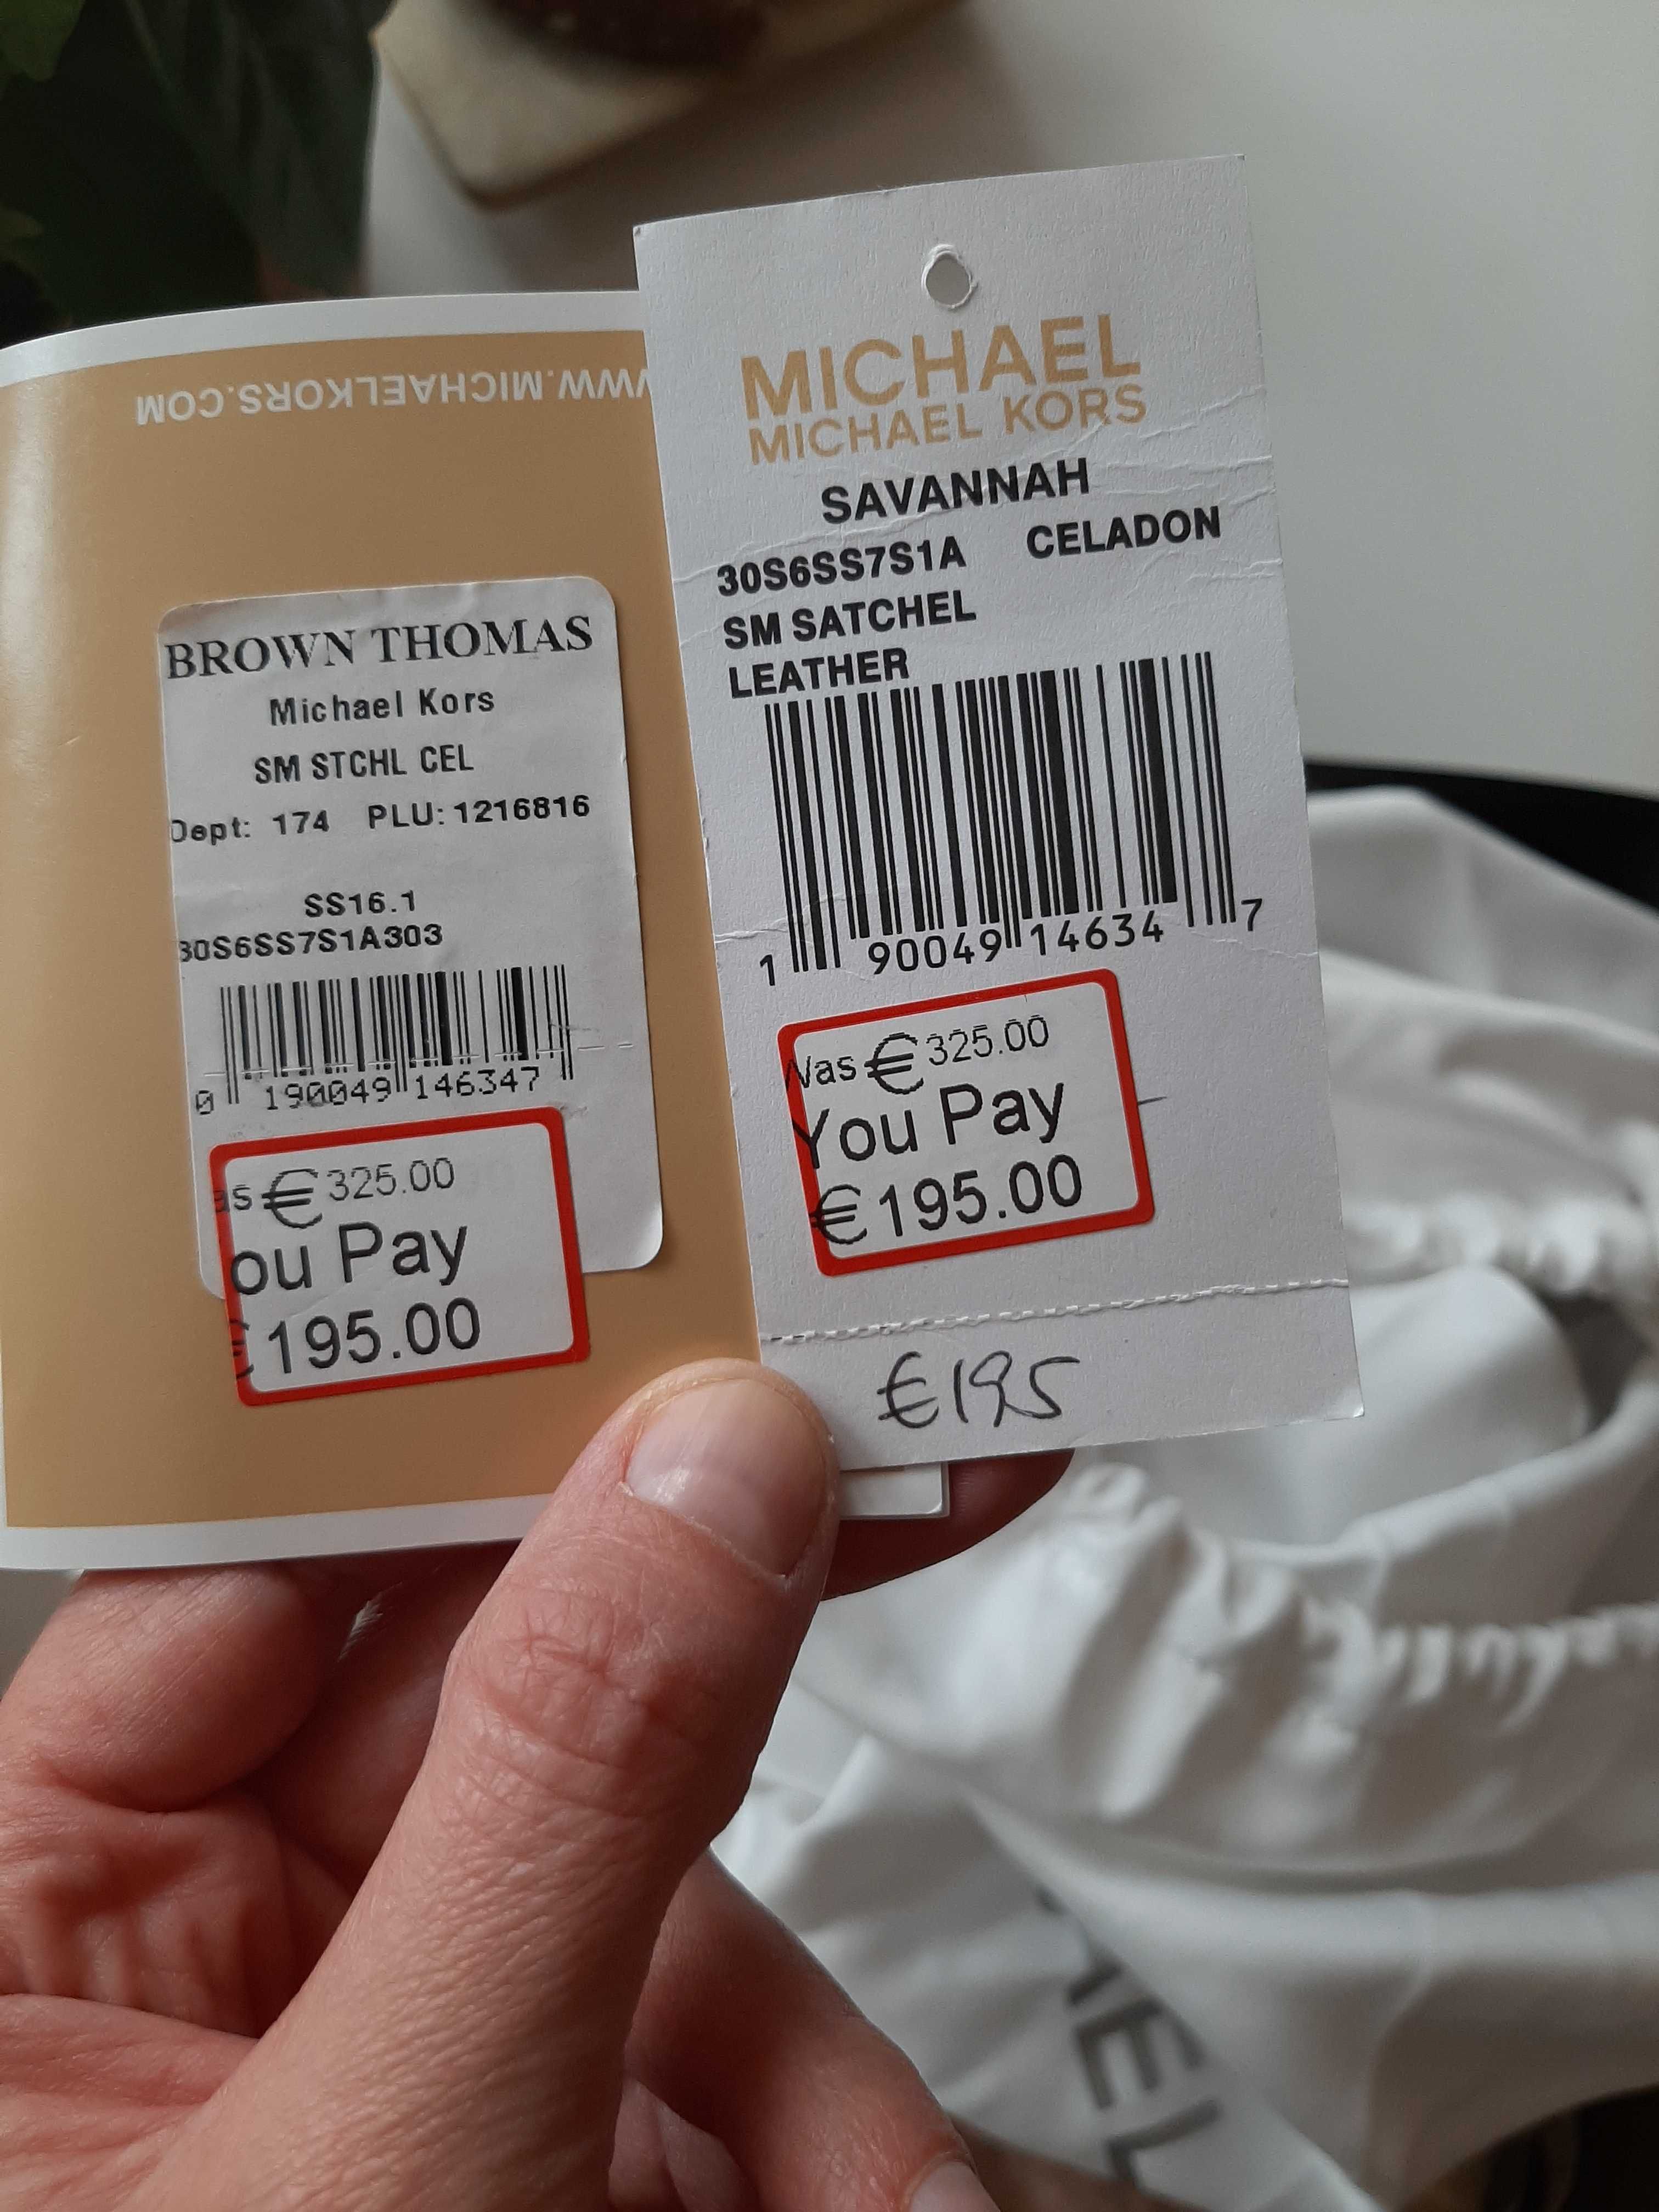 WWW.MICHAELKORS.COM
BROWN THOMAS
Michael Kors
SM STCHL CEL
Dept: 174 PLU: 1216816
SS16.1
30S6SS7S1A303
0 190049 146347
as €325.00
ou Pay
€195.00
MICHAEL
MICHAEL KORS
SAVANNAH
30S6SS7S1A CELADON
SM SATCHEL
LEATHER
1 90049 14634 7
Was €325.00
You Pay
€195.00
€195
AEL